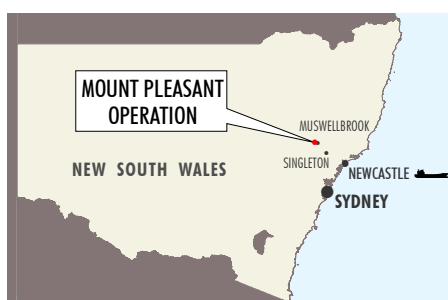 MOUNT PLEASANT
OPERATION
MUSWELLBROOK
SINGLETON
NEWCASTLE
NEW SOUTH WALES
SYDNEY